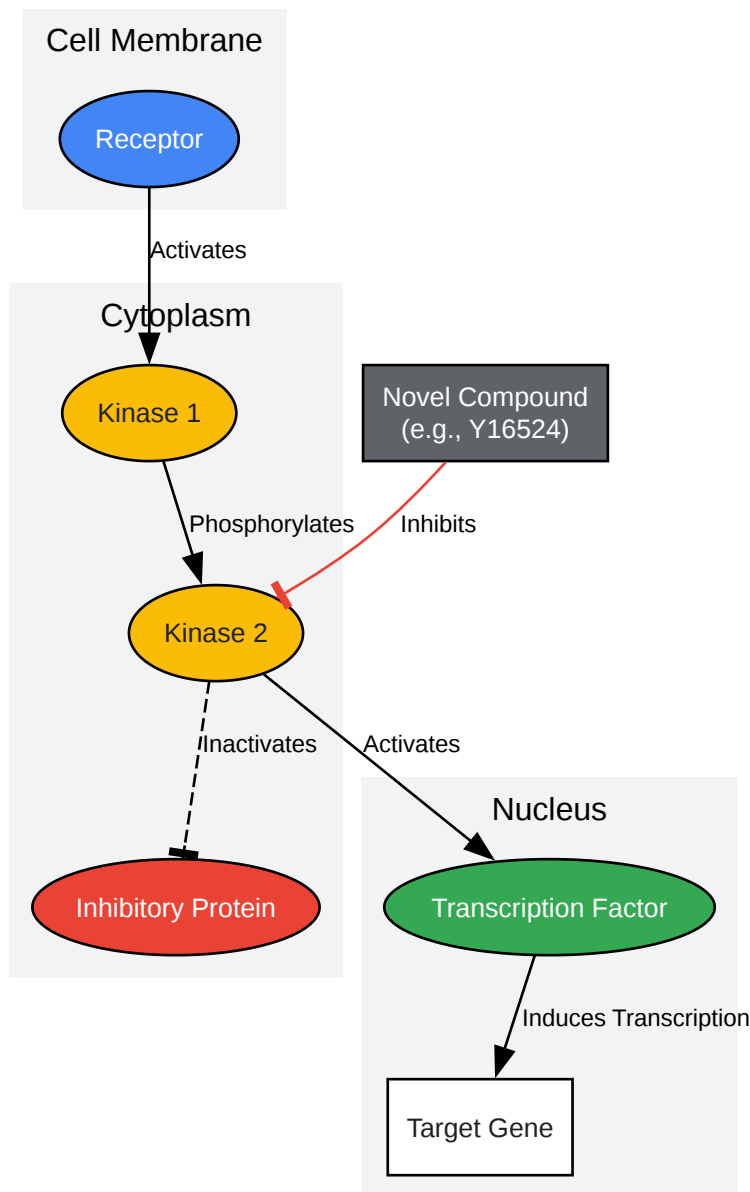 Cell Membrane
Receptor
Activates
Cytoplasm
Kinase 1
Novel Compound
(e.g., Y16524)
Phosphorylates
Inhibits
Kinase 2
Inactivates
Activates
Nucleus
Inhibitory Protein
Transcription Factor
Induces Transcription
Target Gene